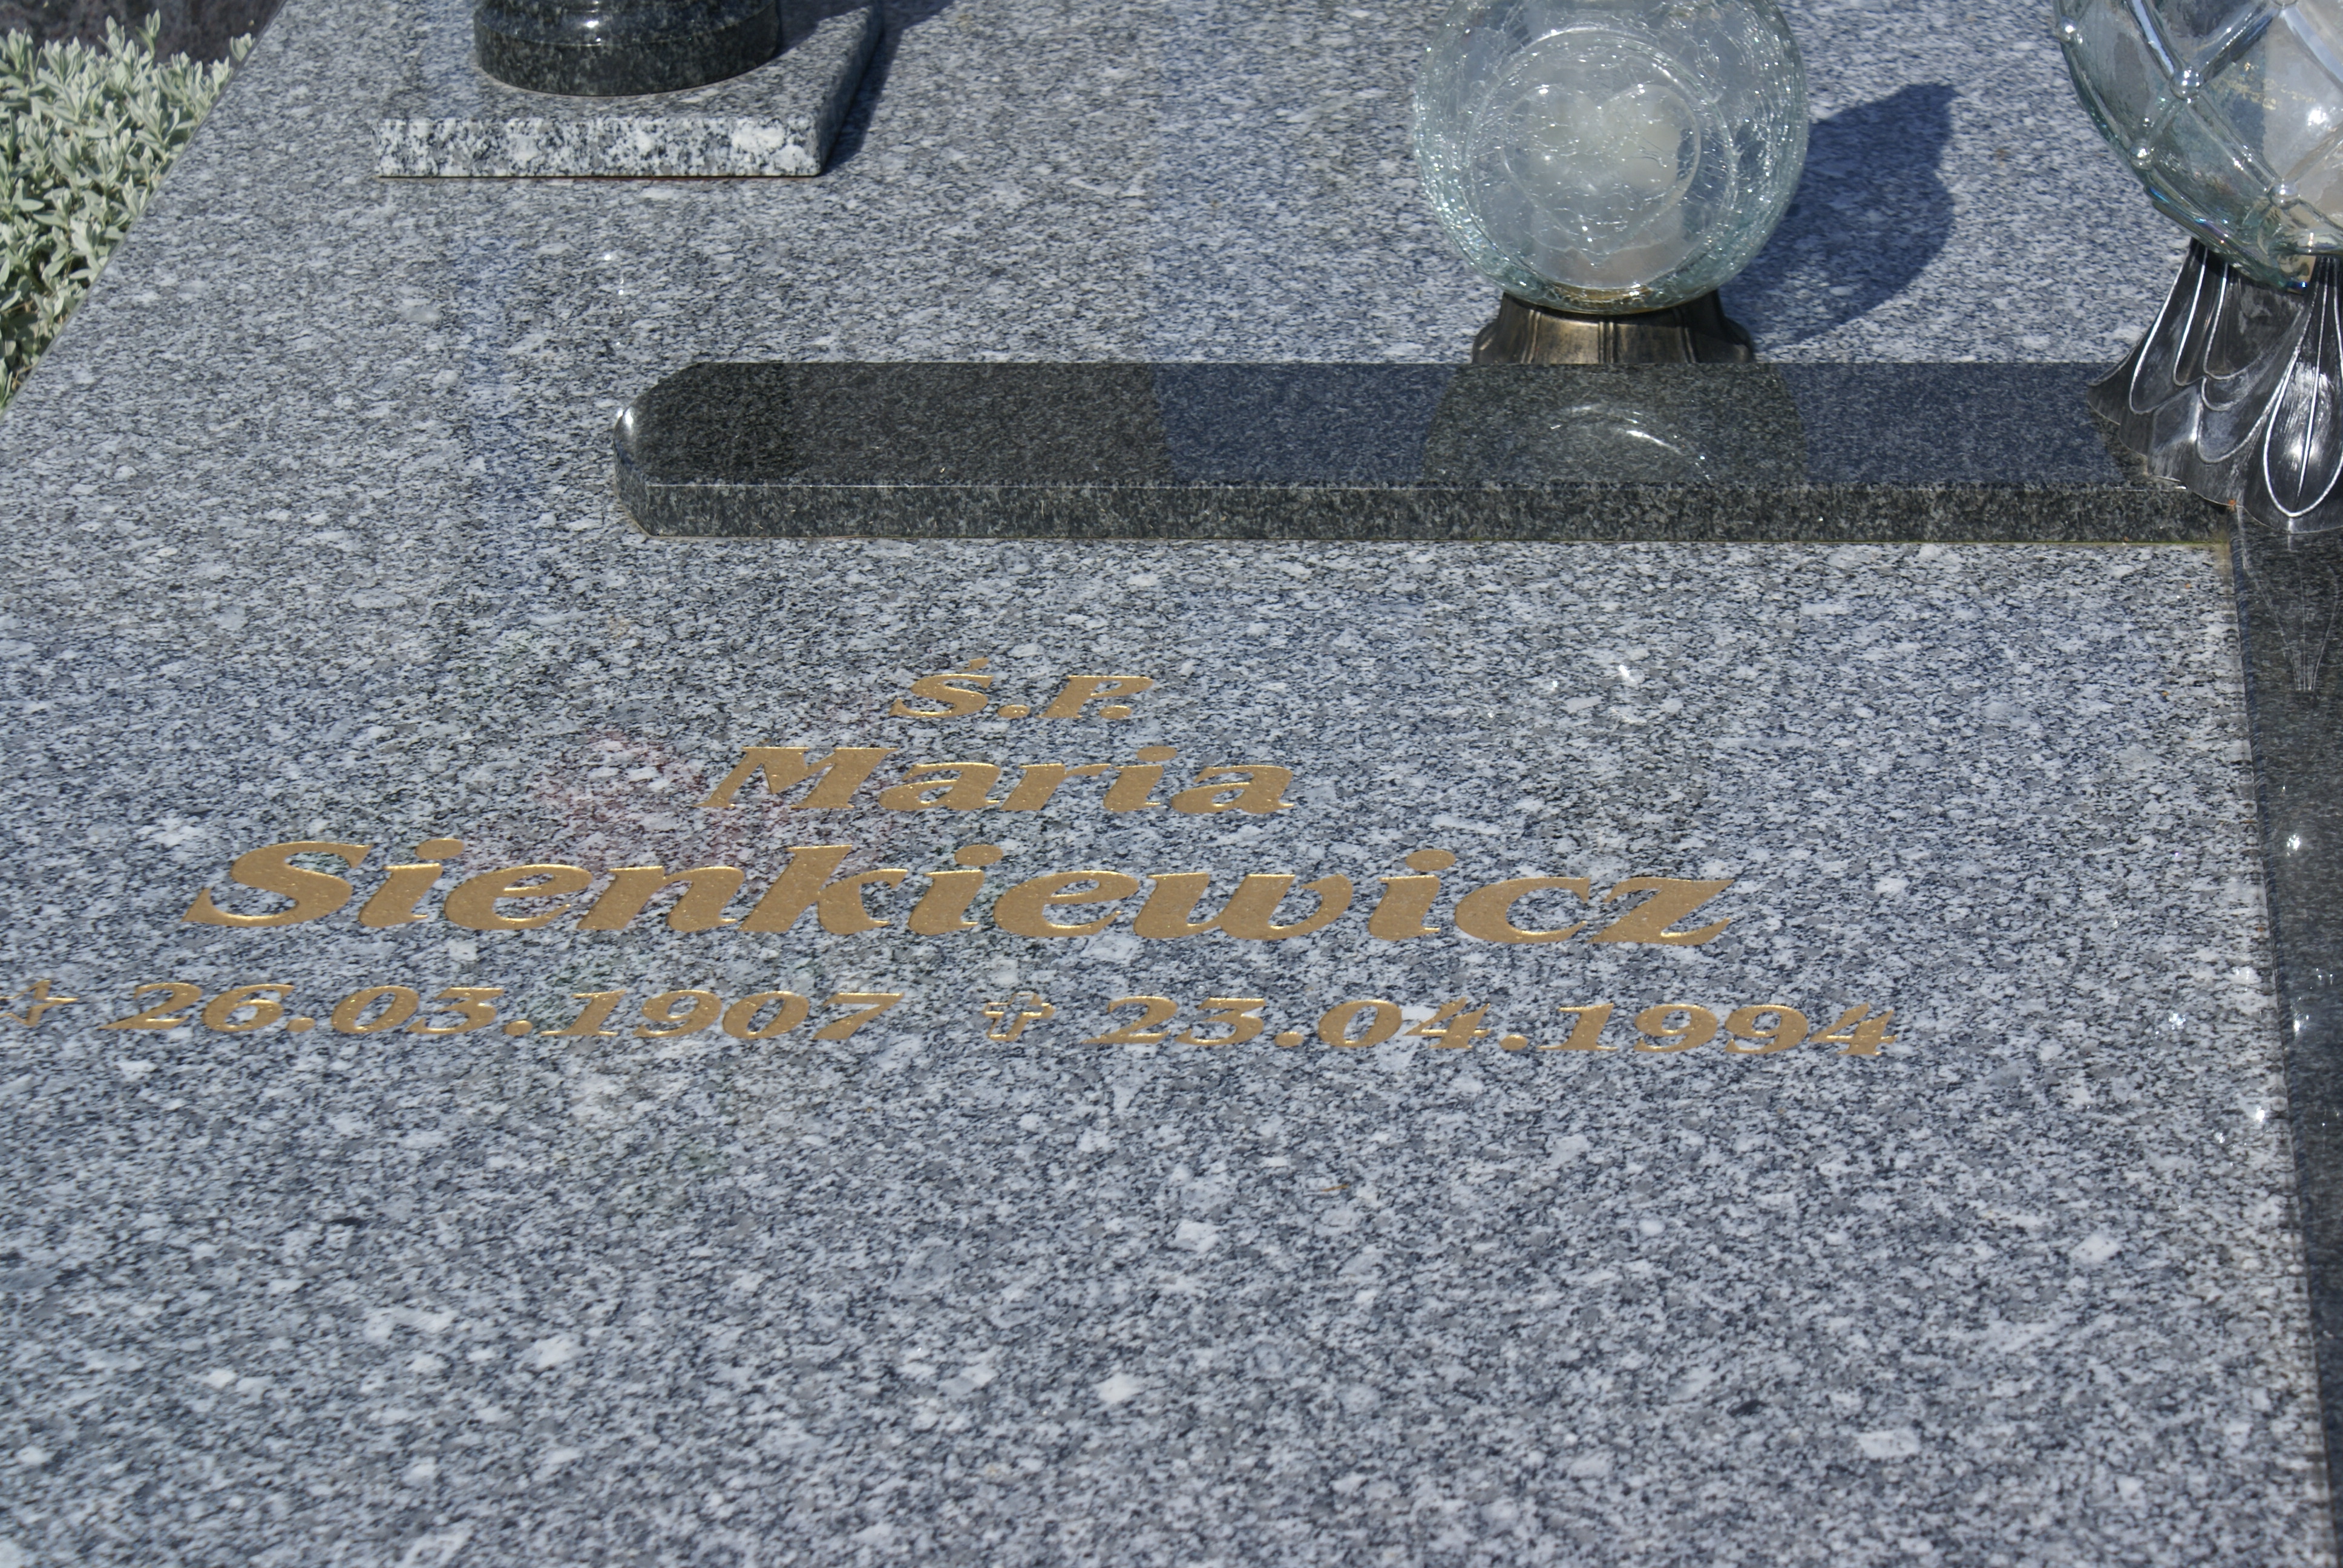 Ś.P.
Maria
Sienkiewicz
☆ 26.03.1907 ✝ 23.04.1994